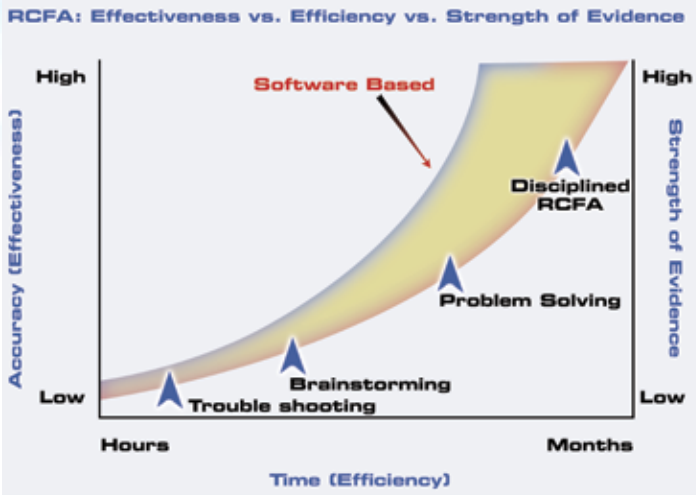 RCFA: Effectiveness vs. Efficiency vs. Strength of Evidence
High
High
Software Based
Accuracy (Effectiveness)
Strength of Evidence
Disciplined
RCFA
Problem Solving
Brainstorming
Trouble shooting
Low
Low
Hours
Months
Time (Efficiency)